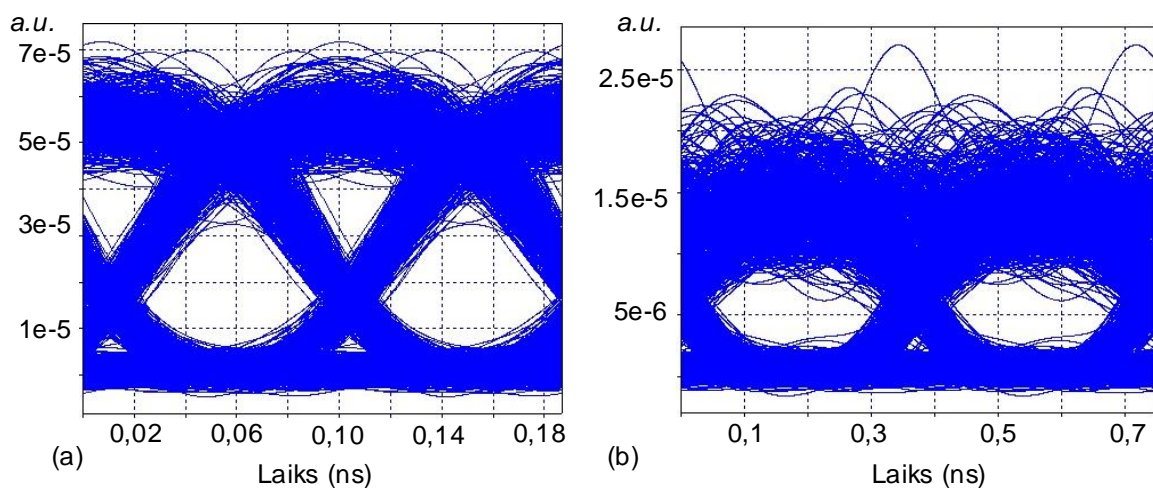 a.u.
7e-5
5e-5
3e-5
1e-5
0,02 0,06 0,10 0,14 0,18
(a)
Laiks (ns)
a.u.
2.5e-5
1.5e-5
5e-6
0,1 0,3 0,5 0,7
(b)
Laiks (ns)